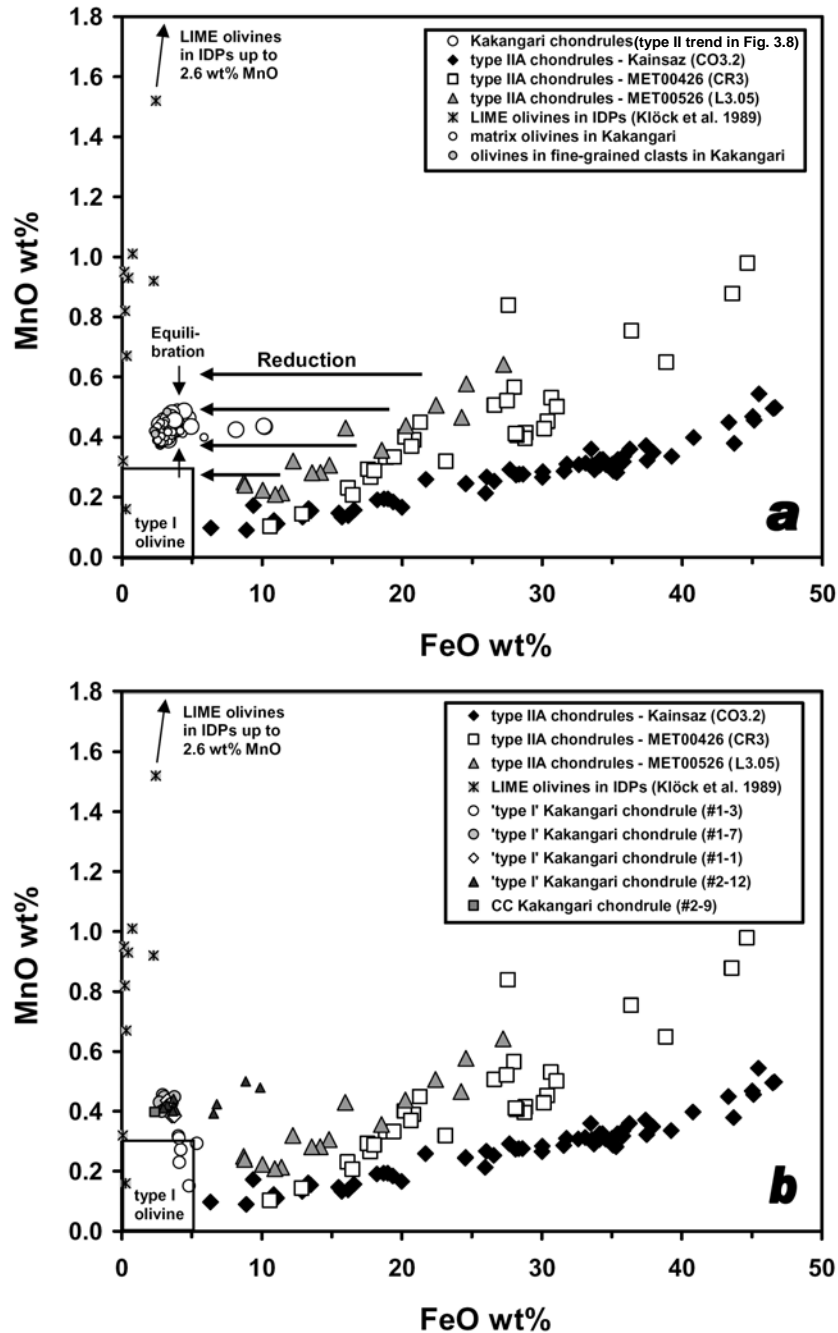 1.8
1.6
1.4
1.2
1.0
0.8
0.6
0.4
0.2
0.0
MnO wt%
LIME olivines
in IDPs up to
2.6 wt% MnO
Kakangari chondrules (type II trend in Fig. 3.8)
type IIA chondrules - Kainsaz (CO3.2)
type IIA chondrules - MET00426 (CR3)
type IIA chondrules - MET00526 (L3.05)
LIME olivines in IDPs (Klöck et al. 1989)
matrix olivines in Kakangari
olivines in fine-grained clasts in Kakangari
Equili-
bration
Reduction
type I
olivine
a
0 10 20 30 40 50
FeO wt%
1.8
1.6
1.4
1.2
1.0
0.8
0.6
0.4
0.2
0.0
MnO wt%
LIME olivines
in IDPs up to
2.6 wt% MnO
type IIA chondrules - Kainsaz (CO3.2)
type IIA chondrules - MET00426 (CR3)
type IIA chondrules - MET00526 (L3.05)
LIME olivines in IDPs (Klöck et al. 1989)
'type I' Kakangari chondrule (#1-3)
'type I' Kakangari chondrule (#1-7)
'type I' Kakangari chondrule (#1-1)
'type I' Kakangari chondrule (#2-12)
CC Kakangari chondrule (#2-9)
type I
olivine
b
0 10 20 30 40 50
FeO wt%